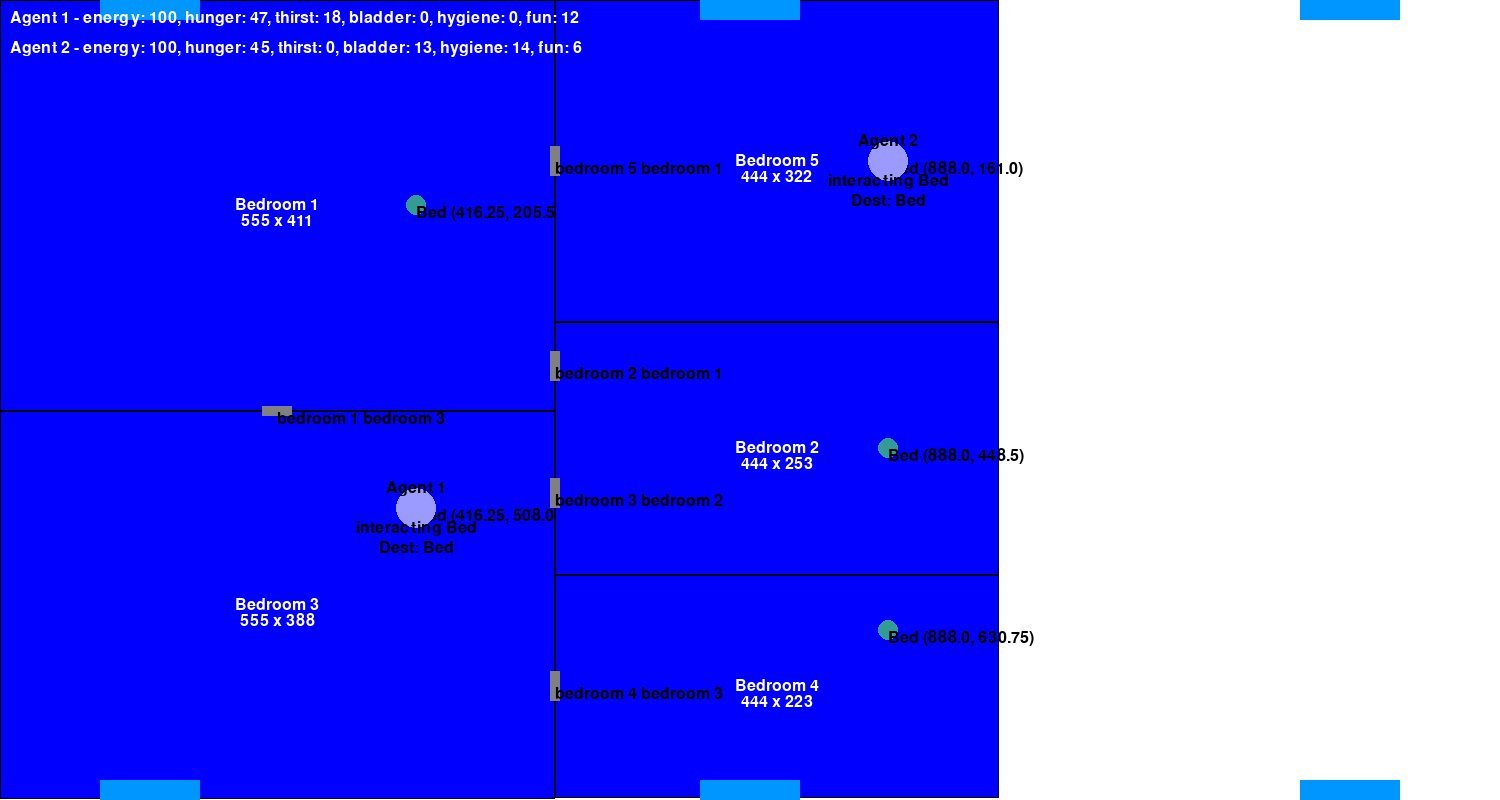 Agent 1 - energy: 100, hunger: 47, thirst: 18, bladder: 0, hygiene: 0, fun: 12
Agent 2 - energy: 100, hunger: 45, thirst: 0, bladder: 13, hygiene: 14, fun: 6
Agent 2
bedroom 5 bedroom 1
Bedroom 5
444 x 322
d (888.0, 161.0)
interacting Bed
Dest: Bed
Bedroom 1
555 x 411
Bed (416.25, 205.5
bedroom 2 bedroom 1
bedroom 1 bedroom 3
Bedroom 2
444 x 253
Bed (888.0, 448.5)
Agent 1
bedroom 3 bedroom 2
d (416.25, 508.0
interacting Bed
Dest: Bed
Bedroom 3
555 x 388
Bed (888.0, 630.75)
bedroom 4 bedroom 3
Bedroom 4
444 x 223